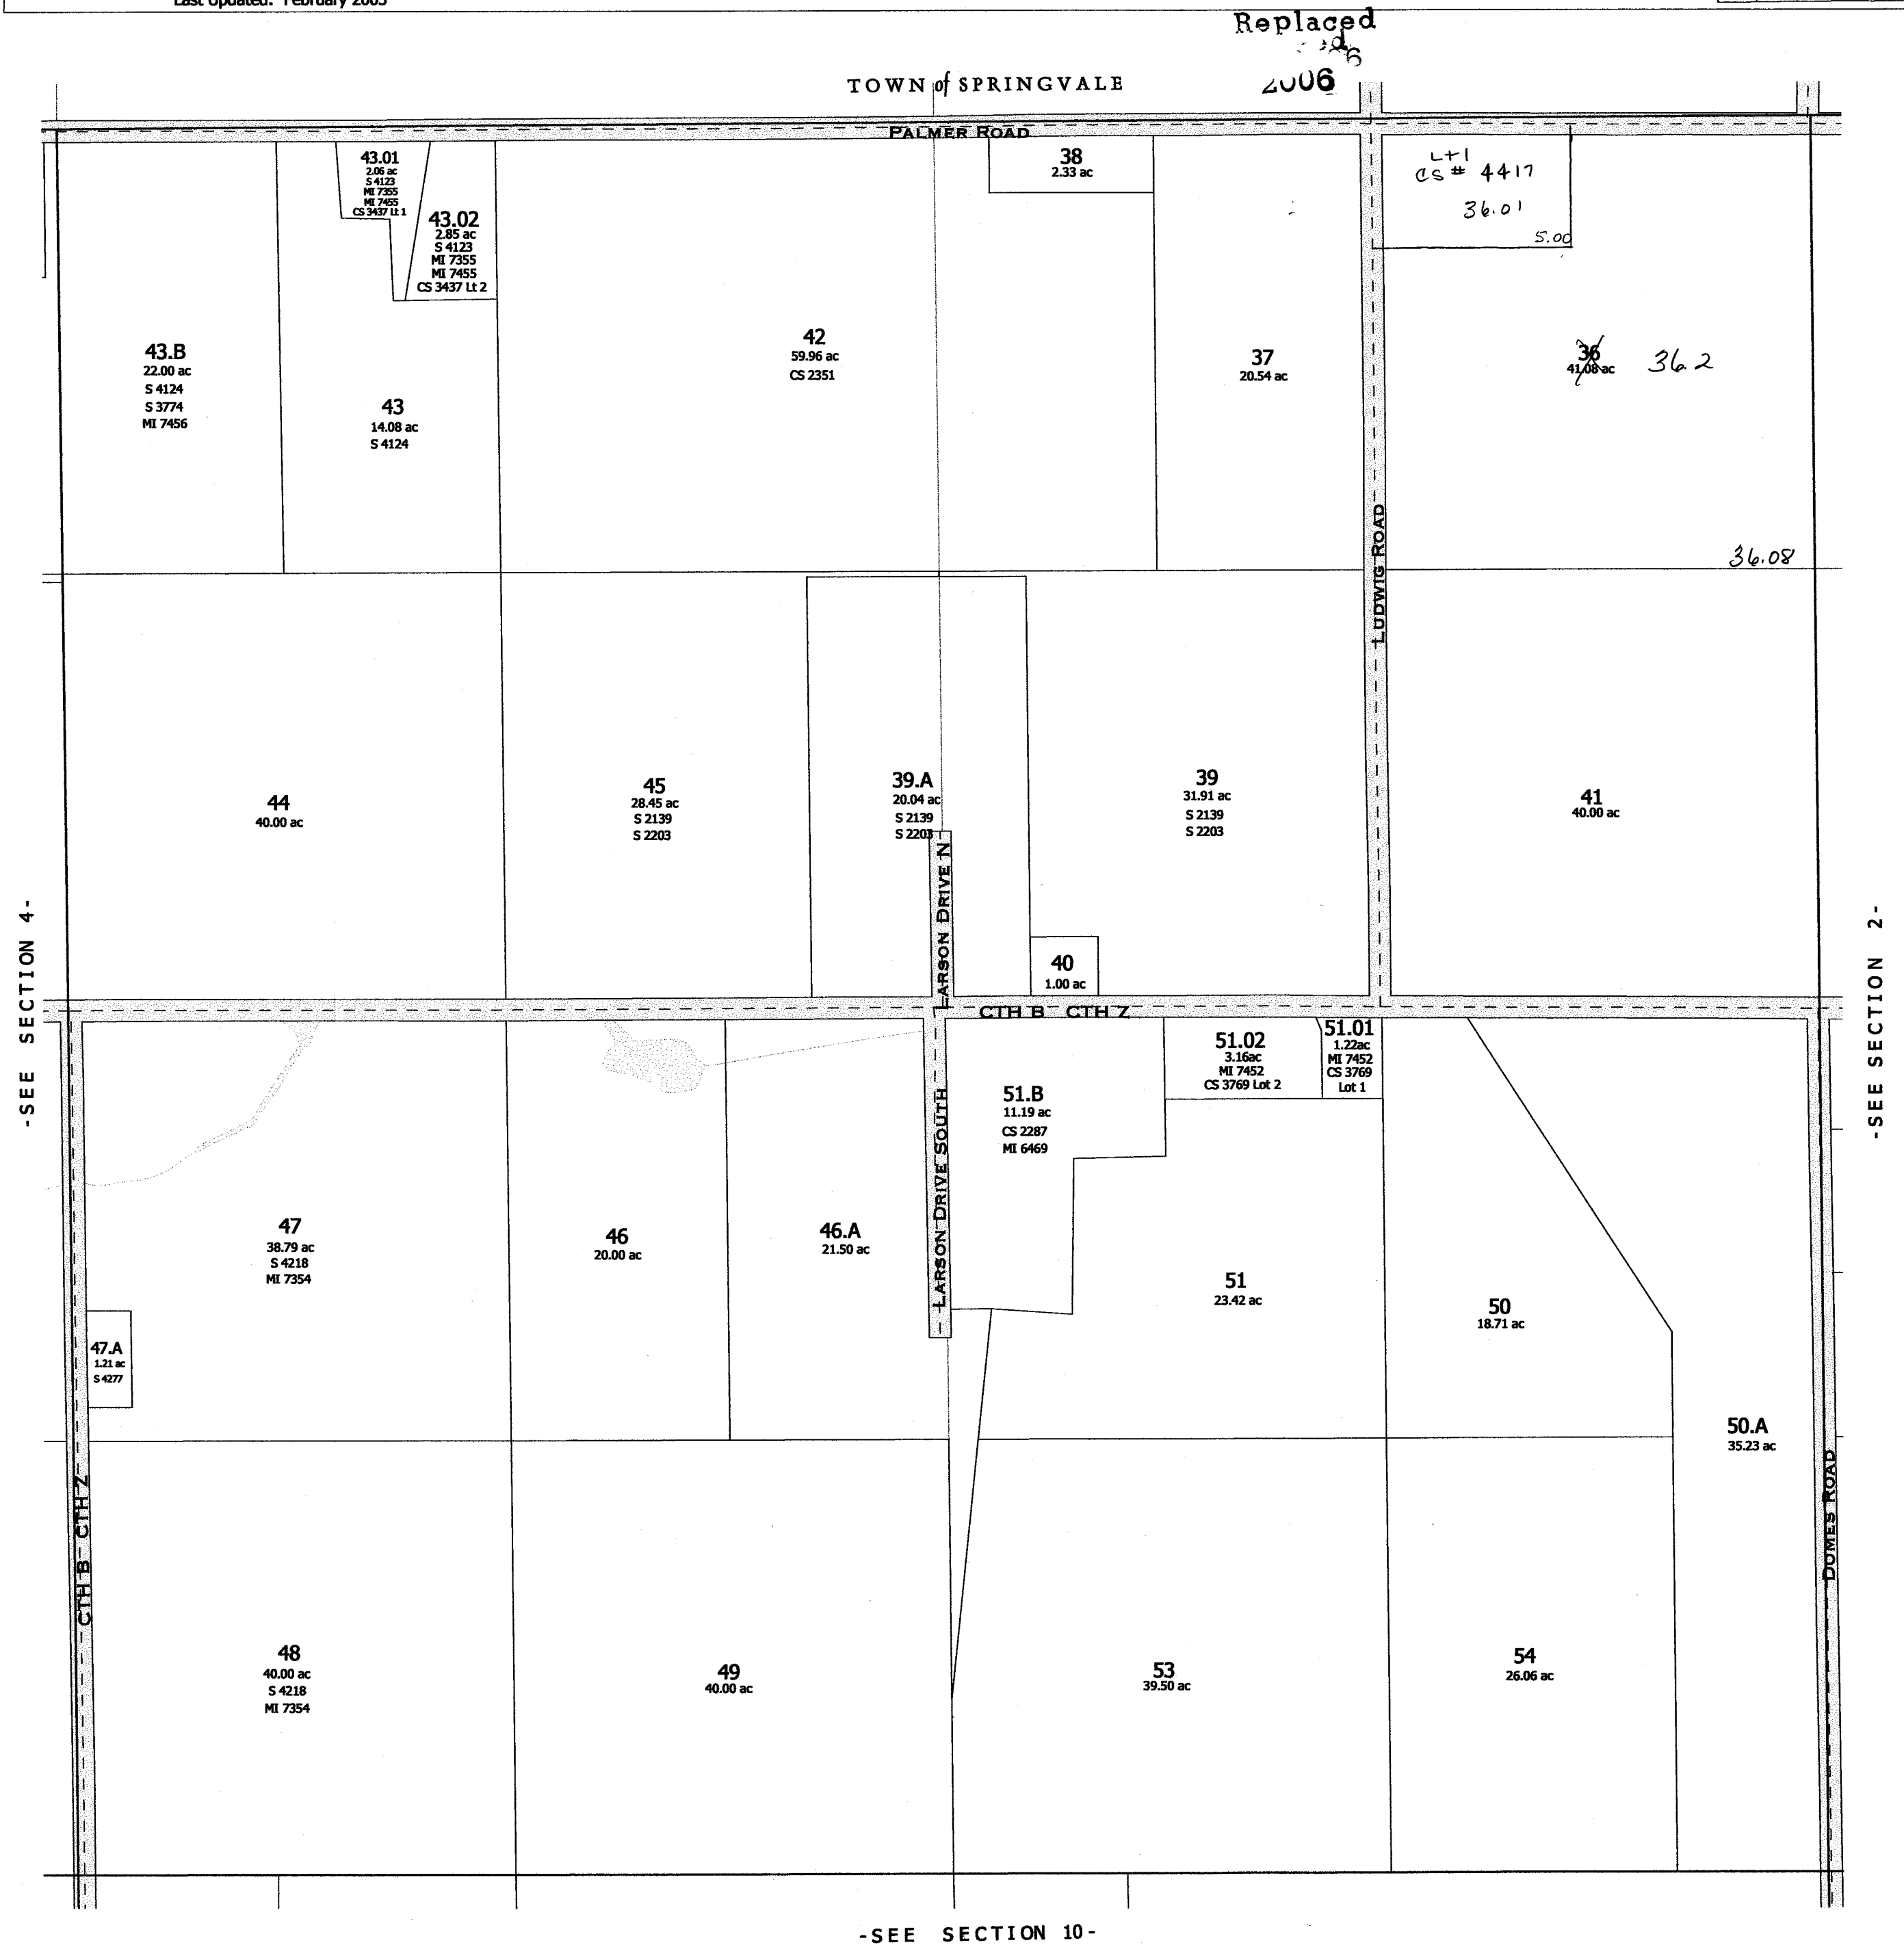 Last Updated: February 2005
Replaced
2006
TOWN of SPRINGVALE
PALMER ROAD
43.01
2.06 ac
S 4123
MI 7355
MI 7455
CS 3437 Lt 1
43.02
2.85 ac
S 4123
MI 7355
MI 7455
CS 3437 Lt 2
38
2.33 ac
Lt 1
CS # 4417
36.01
5.00
43.B
22.00 ac
S 4124
S 3774
MI 7456
43
14.08 ac
S 4124
42
59.96 ac
CS 2351
37
20.54 ac
36
41.08 ac
36.2
36.08
LUDWIG ROAD
44
40.00 ac
45
28.45 ac
S 2139
S 2203
39.A
20.04 ac
S 2139
S 2203
39
31.91 ac
S 2139
S 2203
41
40.00 ac
LARSON DRIVE N
40
1.00 ac
-SEE SECTION 4-
-SEE SECTION 2-
CTH B CTH Z
51.02
3.16ac
MI 7452
CS 3769 Lot 2
51.01
1.22ac
MI 7452
CS 3769
Lot 1
51.B
11.19 ac
CS 2287
MI 6469
LARSON DRIVE SOUTH
47
38.79 ac
S 4218
MI 7354
46
20.00 ac
46.A
21.50 ac
51
23.42 ac
50
18.71 ac
47.A
1.21 ac
S 4277
50.A
35.23 ac
CTH B CTH Z
DOMES ROAD
48
40.00 ac
S 4218
MI 7354
49
40.00 ac
53
39.50 ac
54
26.06 ac
-SEE SECTION 10-